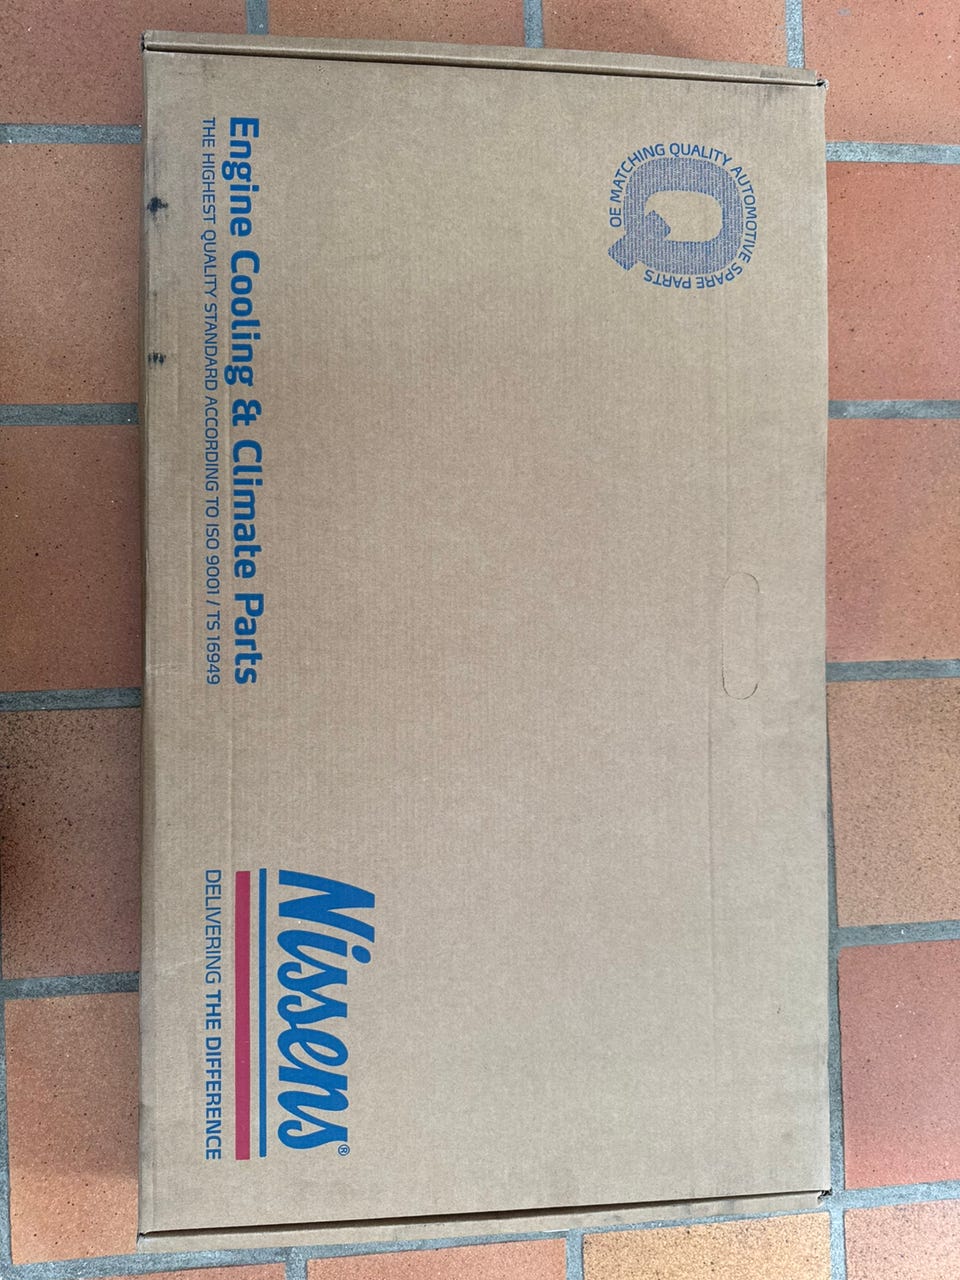 OE MATCHING QUALITY AUTOMOTIVE SPARE PARTS
Q
Nissens®
DELIVERING THE DIFFERENCE
Engine Cooling & Climate Parts
THE HIGHEST QUALITY STANDARD ACCORDING TO ISO 9001 / TS 16949